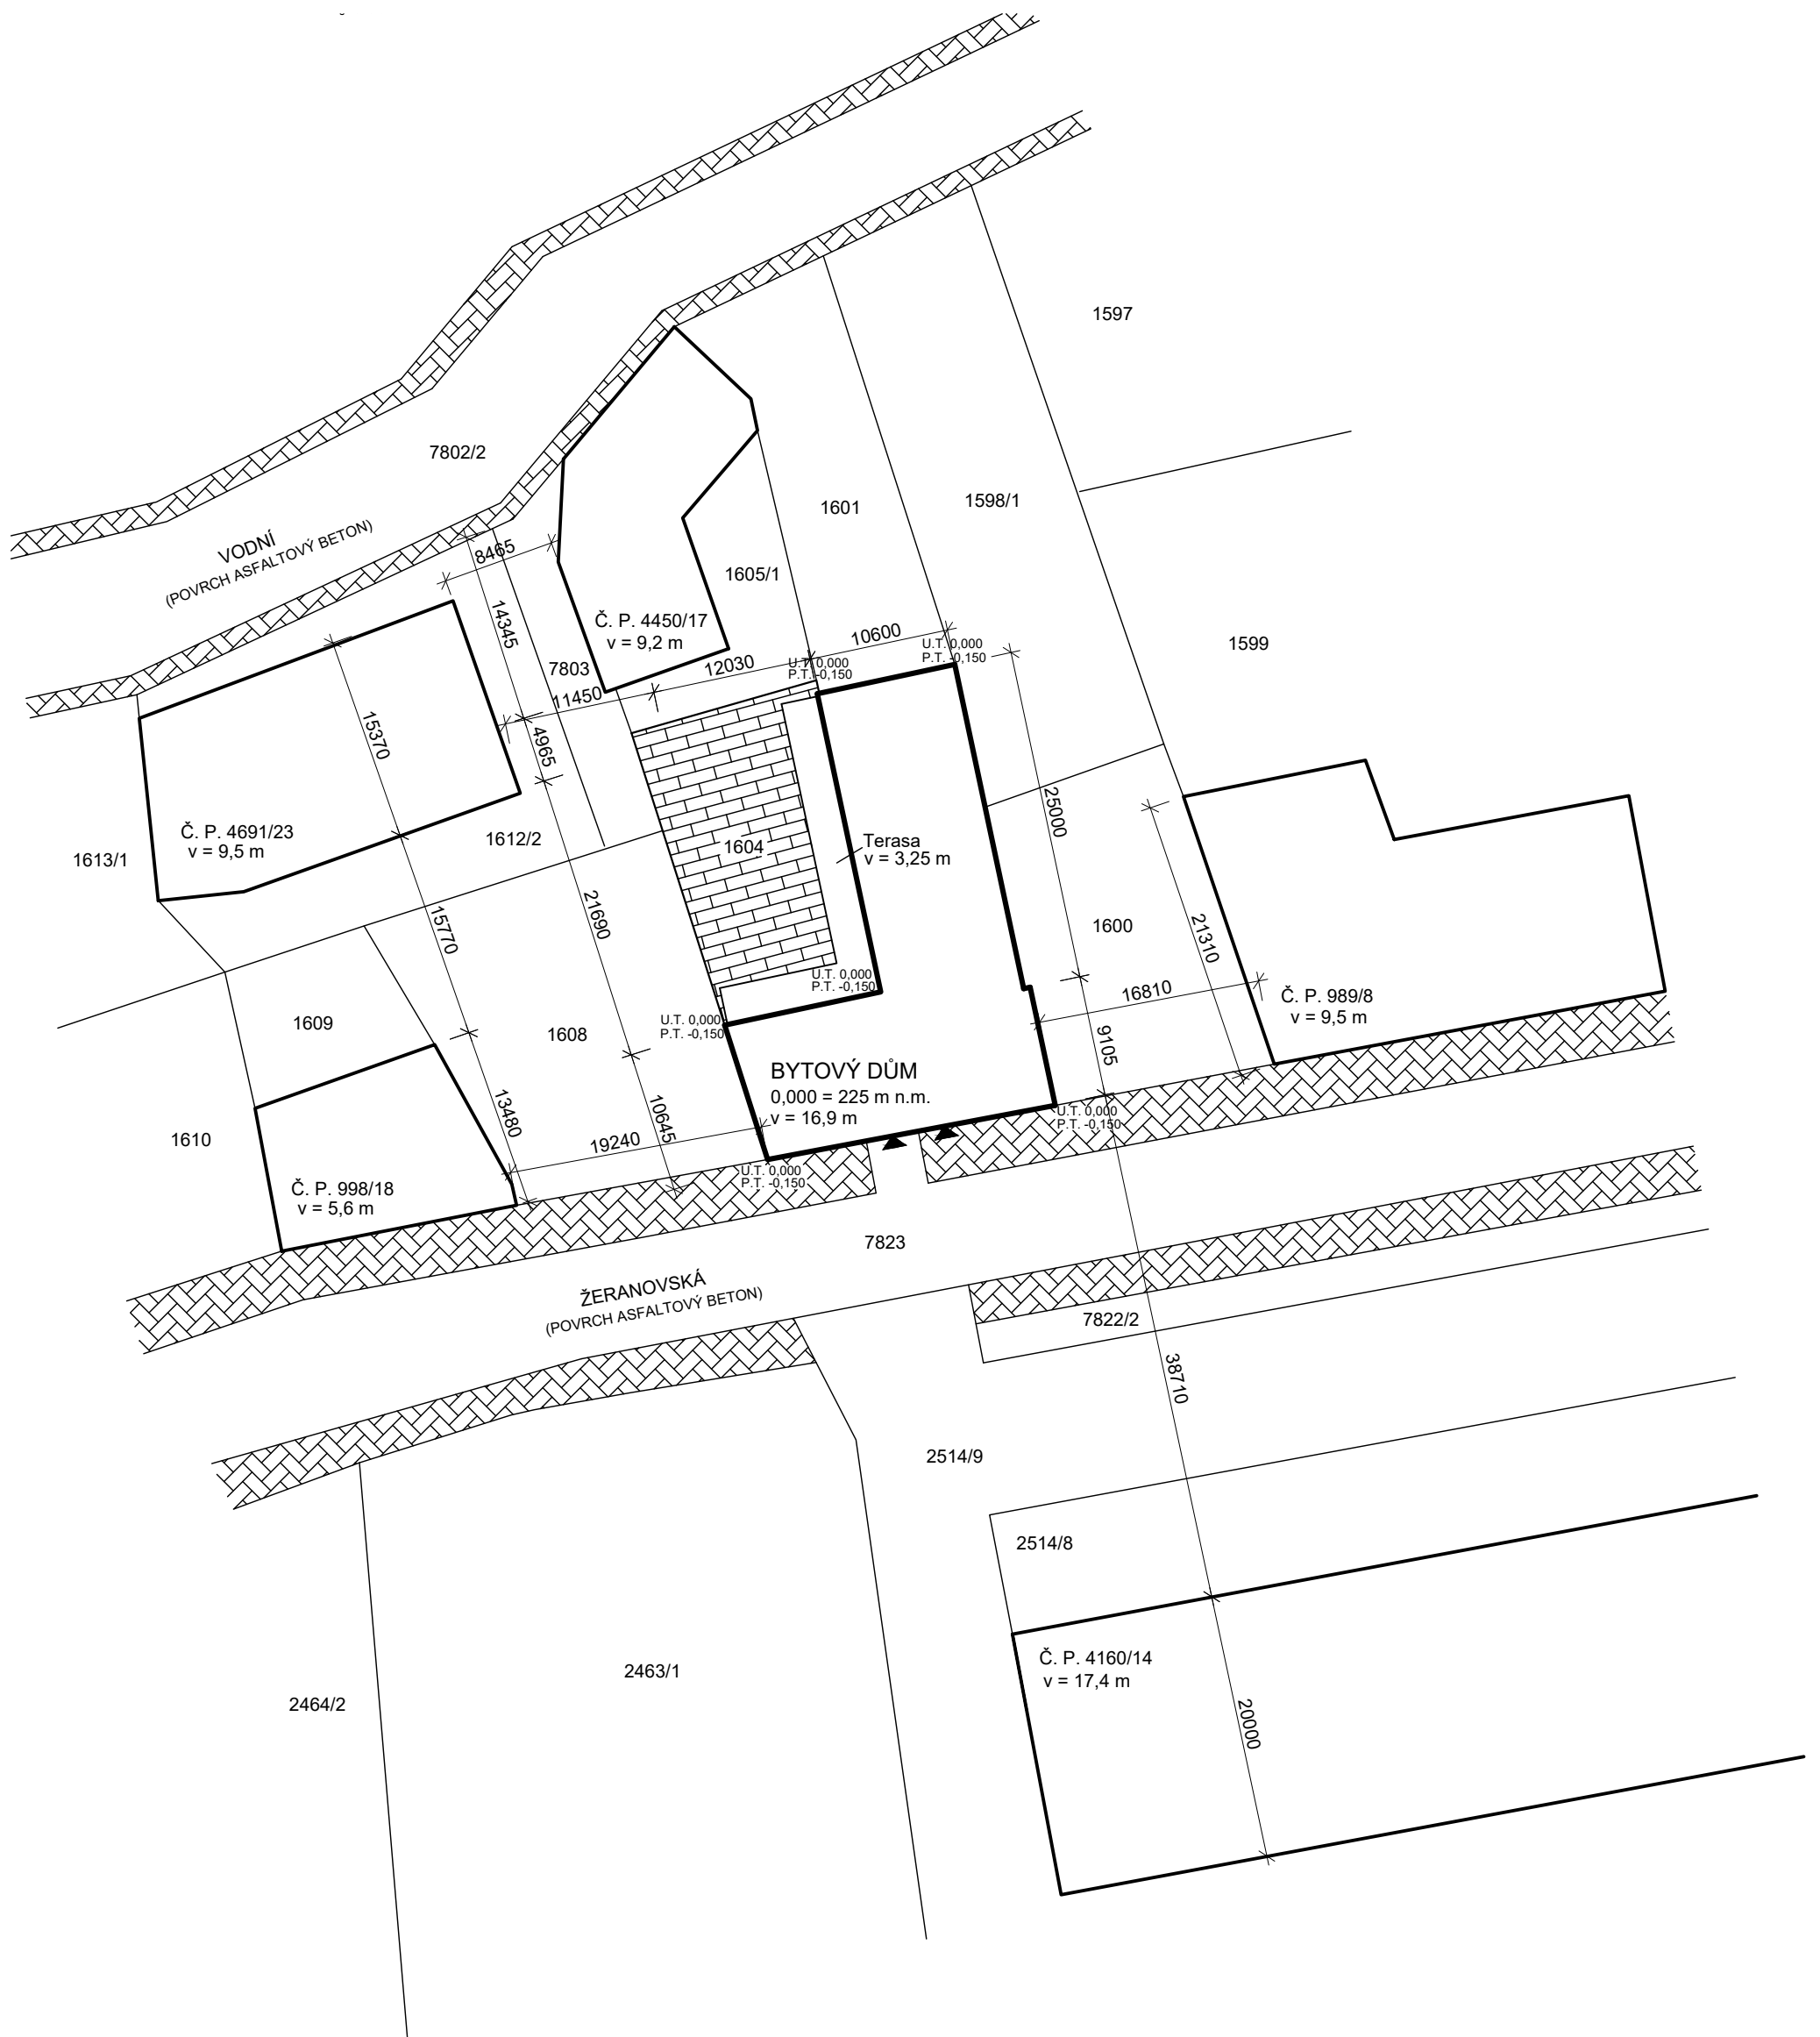 1597
7802/2
1601
1598/1
VODNÍ
(POVRCH ASFALTOVÝ BETON)
8465
14345
1605/1
Č. P. 4450/17
v = 9,2 m
10600
1599
U.T. 0,000
P.T. -0,150
U.T. 0,000
P.T. -0,150
7803
12030
11450
15370
4965
25000
Č. P. 4691/23
v = 9,5 m
1612/2
1613/1
1604
Terasa
v = 3,25 m
21690
15770
1600
21310
U.T. 0,000
P.T. -0,150
16810
Č. P. 989/8
v = 9,5 m
1609
1608
U.T. 0,000
P.T. -0,150
9105
BYTOVÝ DŮM
0,000 = 225 m n.m.
v = 16,9 m
13480
10645
U.T. 0,000
P.T. -0,150
1610
19240
U.T. 0,000
P.T. -0,150
Č. P. 998/18
v = 5,6 m
7823
ŽERANOVSKÁ
(POVRCH ASFALTOVÝ BETON)
7822/2
38710
2514/9
2514/8
Č. P. 4160/14
v = 17,4 m
2463/1
2464/2
20000